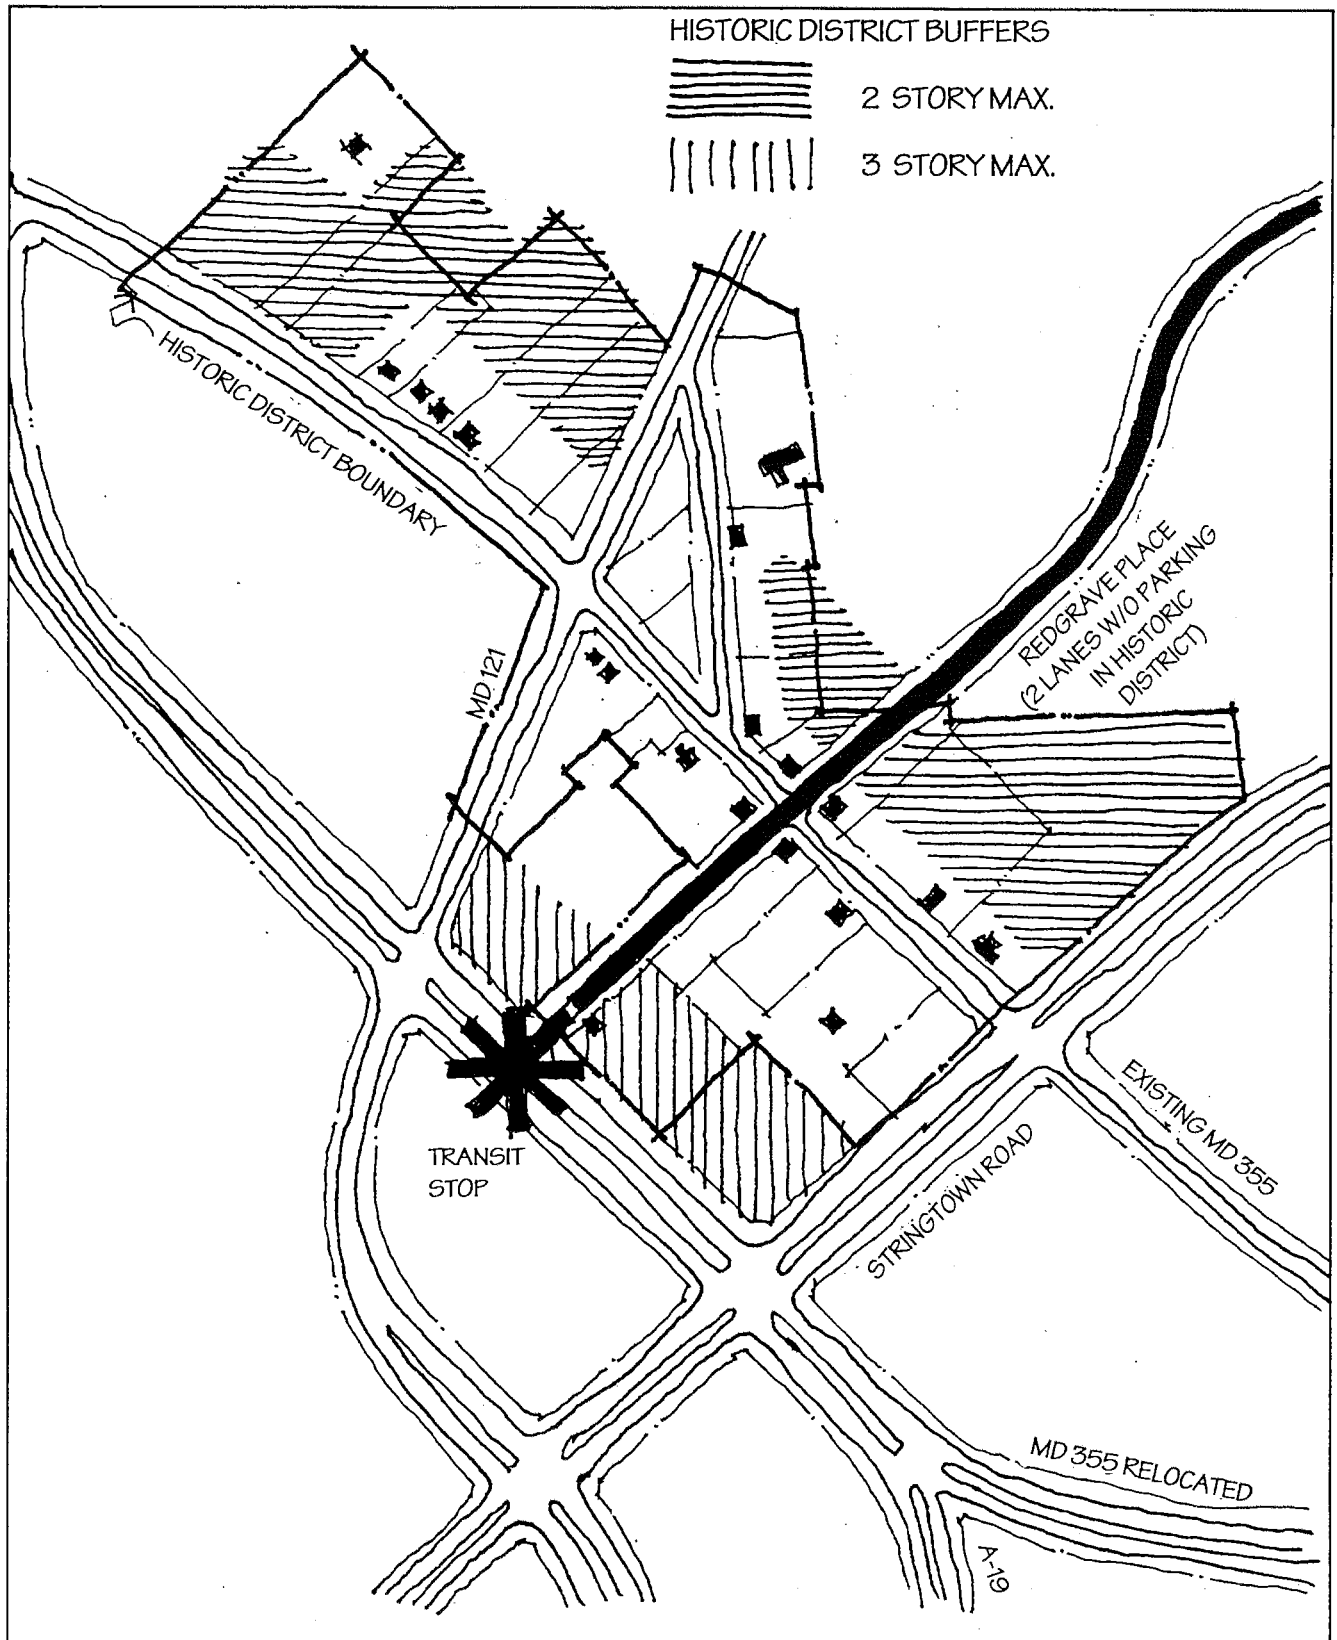 HISTORIC DISTRICT BUFFERS
2 STORY MAX.
3 STORY MAX.
HISTORIC DISTRICT BOUNDARY
MD 121
REDGRAVE PLACE
(2 LANES W/O PARKING
IN HISTORIC
DISTRICT)
TRANSIT
STOP
EXISTING MD 355
STRINGTOWN ROAD
MD 355 RELOCATED
A-19